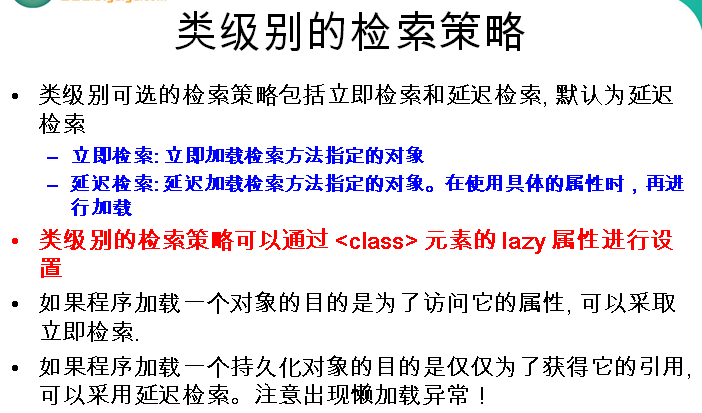 类级别的检索策略
• 类级别可选的检索策略包括立即检索和延迟检索, 默认为延迟
检索
– 立即检索: 立即加载检索方法指定的对象
– 延迟检索: 延迟加载检索方法指定的对象。在使用具体的属性时，再进
行加载
• 类级别的检索策略可以通过 <class> 元素的 lazy 属性进行设
置
• 如果程序加载一个对象的目的是为了访问它的属性, 可以采取
立即检索.
• 如果程序加载一个持久化对象的目的是仅仅为了获得它的引用,
可以采用延迟检索。注意出现懒加载异常！